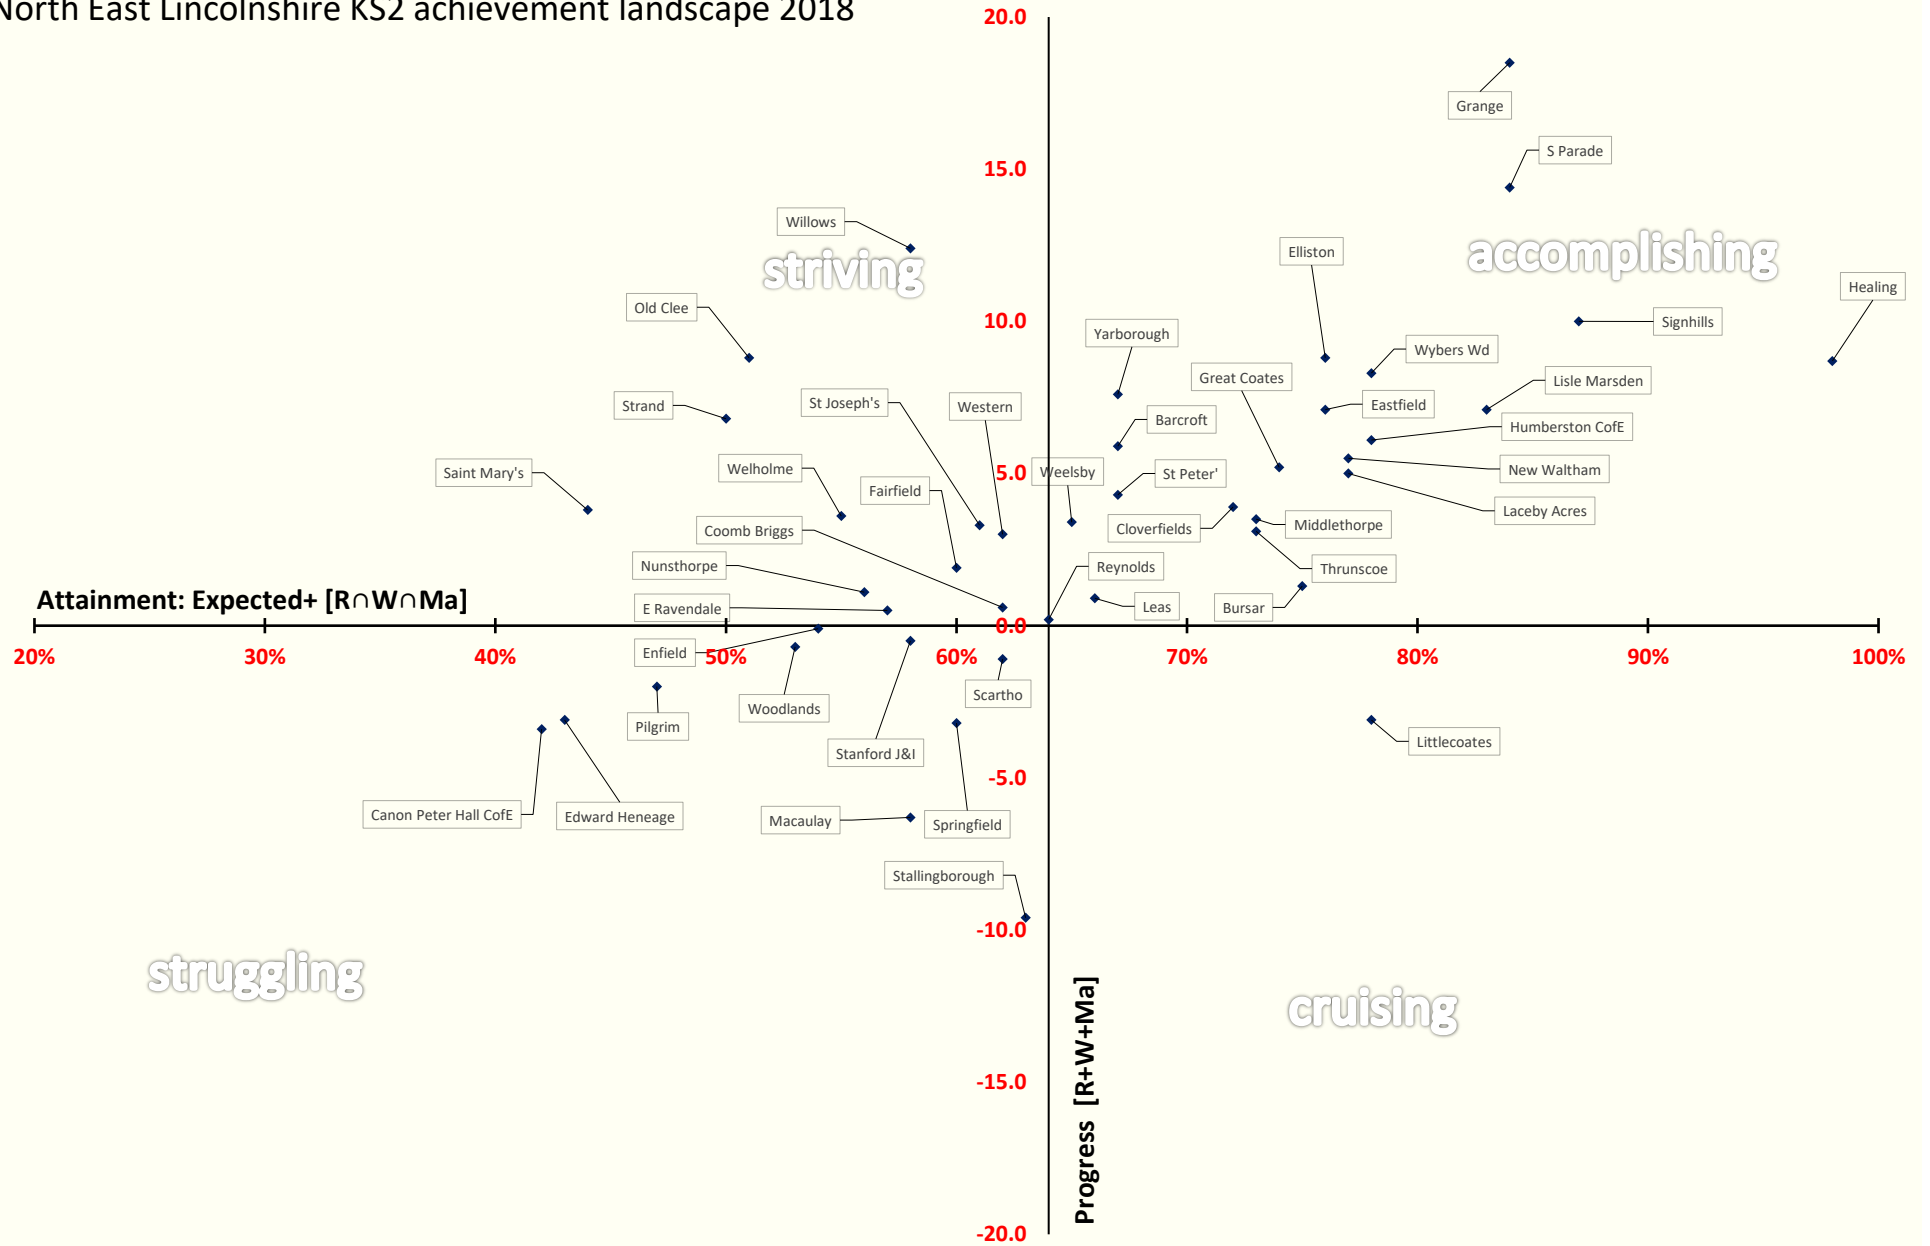 North East Lincolnshire KS2 achievement landscape 2018
20.0
Grange
S Parade
15.0
Willows
striving
Elliston
accomplishing
Healing
Old Clee
10.0
Signhills
Yarborough
Wybers Wd
Great Coates
Lisle Marsden
Strand
St Joseph's
Western
Eastfield
Barcroft
Humberston CofE
Saint Mary's
Welholme
5.0
Weelsby
St Peter'
New Waltham
Fairfield
Laceby Acres
Coomb Briggs
Cloverfields
Middlethorpe
Nunsthorpe
Reynolds
Thrunscoe
Attainment: Expected+ [R∩W∩Ma]
E Ravendale
Leas
Bursar
0.0
Enfield
20%
30%
40%
50%
60%
70%
80%
90%
100%
Scartho
Woodlands
Pilgrim
Littlecoates
Stanford J&I
-5.0
Canon Peter Hall CofE
Edward Heneage
Macaulay
Springfield
Stallingborough
-10.0
struggling
cruising
-15.0
Progress [R+W+Ma]
-20.0